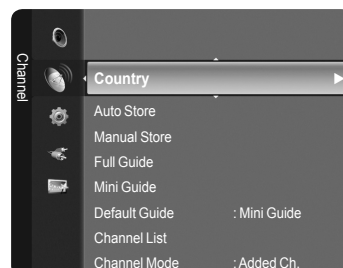 Channel
Country
Auto Store
Manual Store
Full Guide
Mini Guide
Default Guide : Mini Guide
Channel List
Channel Mode : Added Ch.